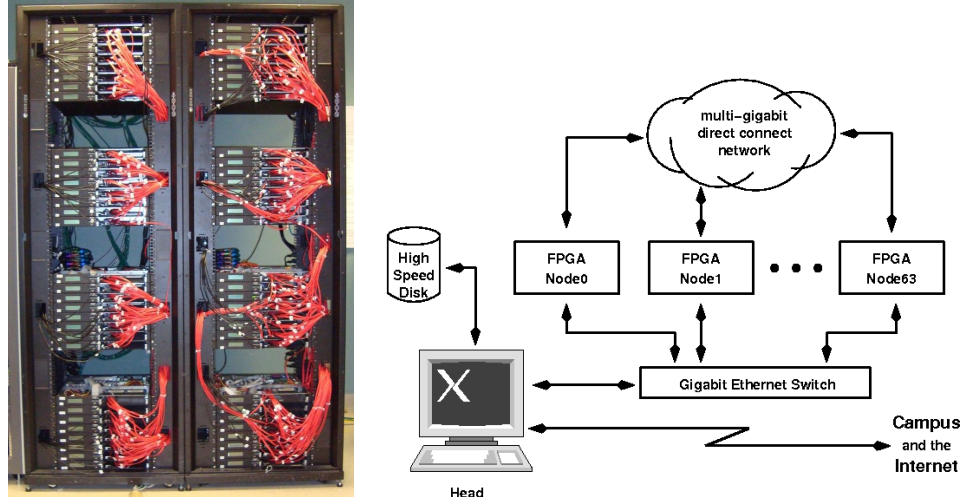 multi-gigabit
direct connect
network
FPGA
Node0
FPGA
Node1
FPGA
Node63
High
Speed
Disk
Gigabit Ethernet Switch
X
Campus
and the
Internet
Head